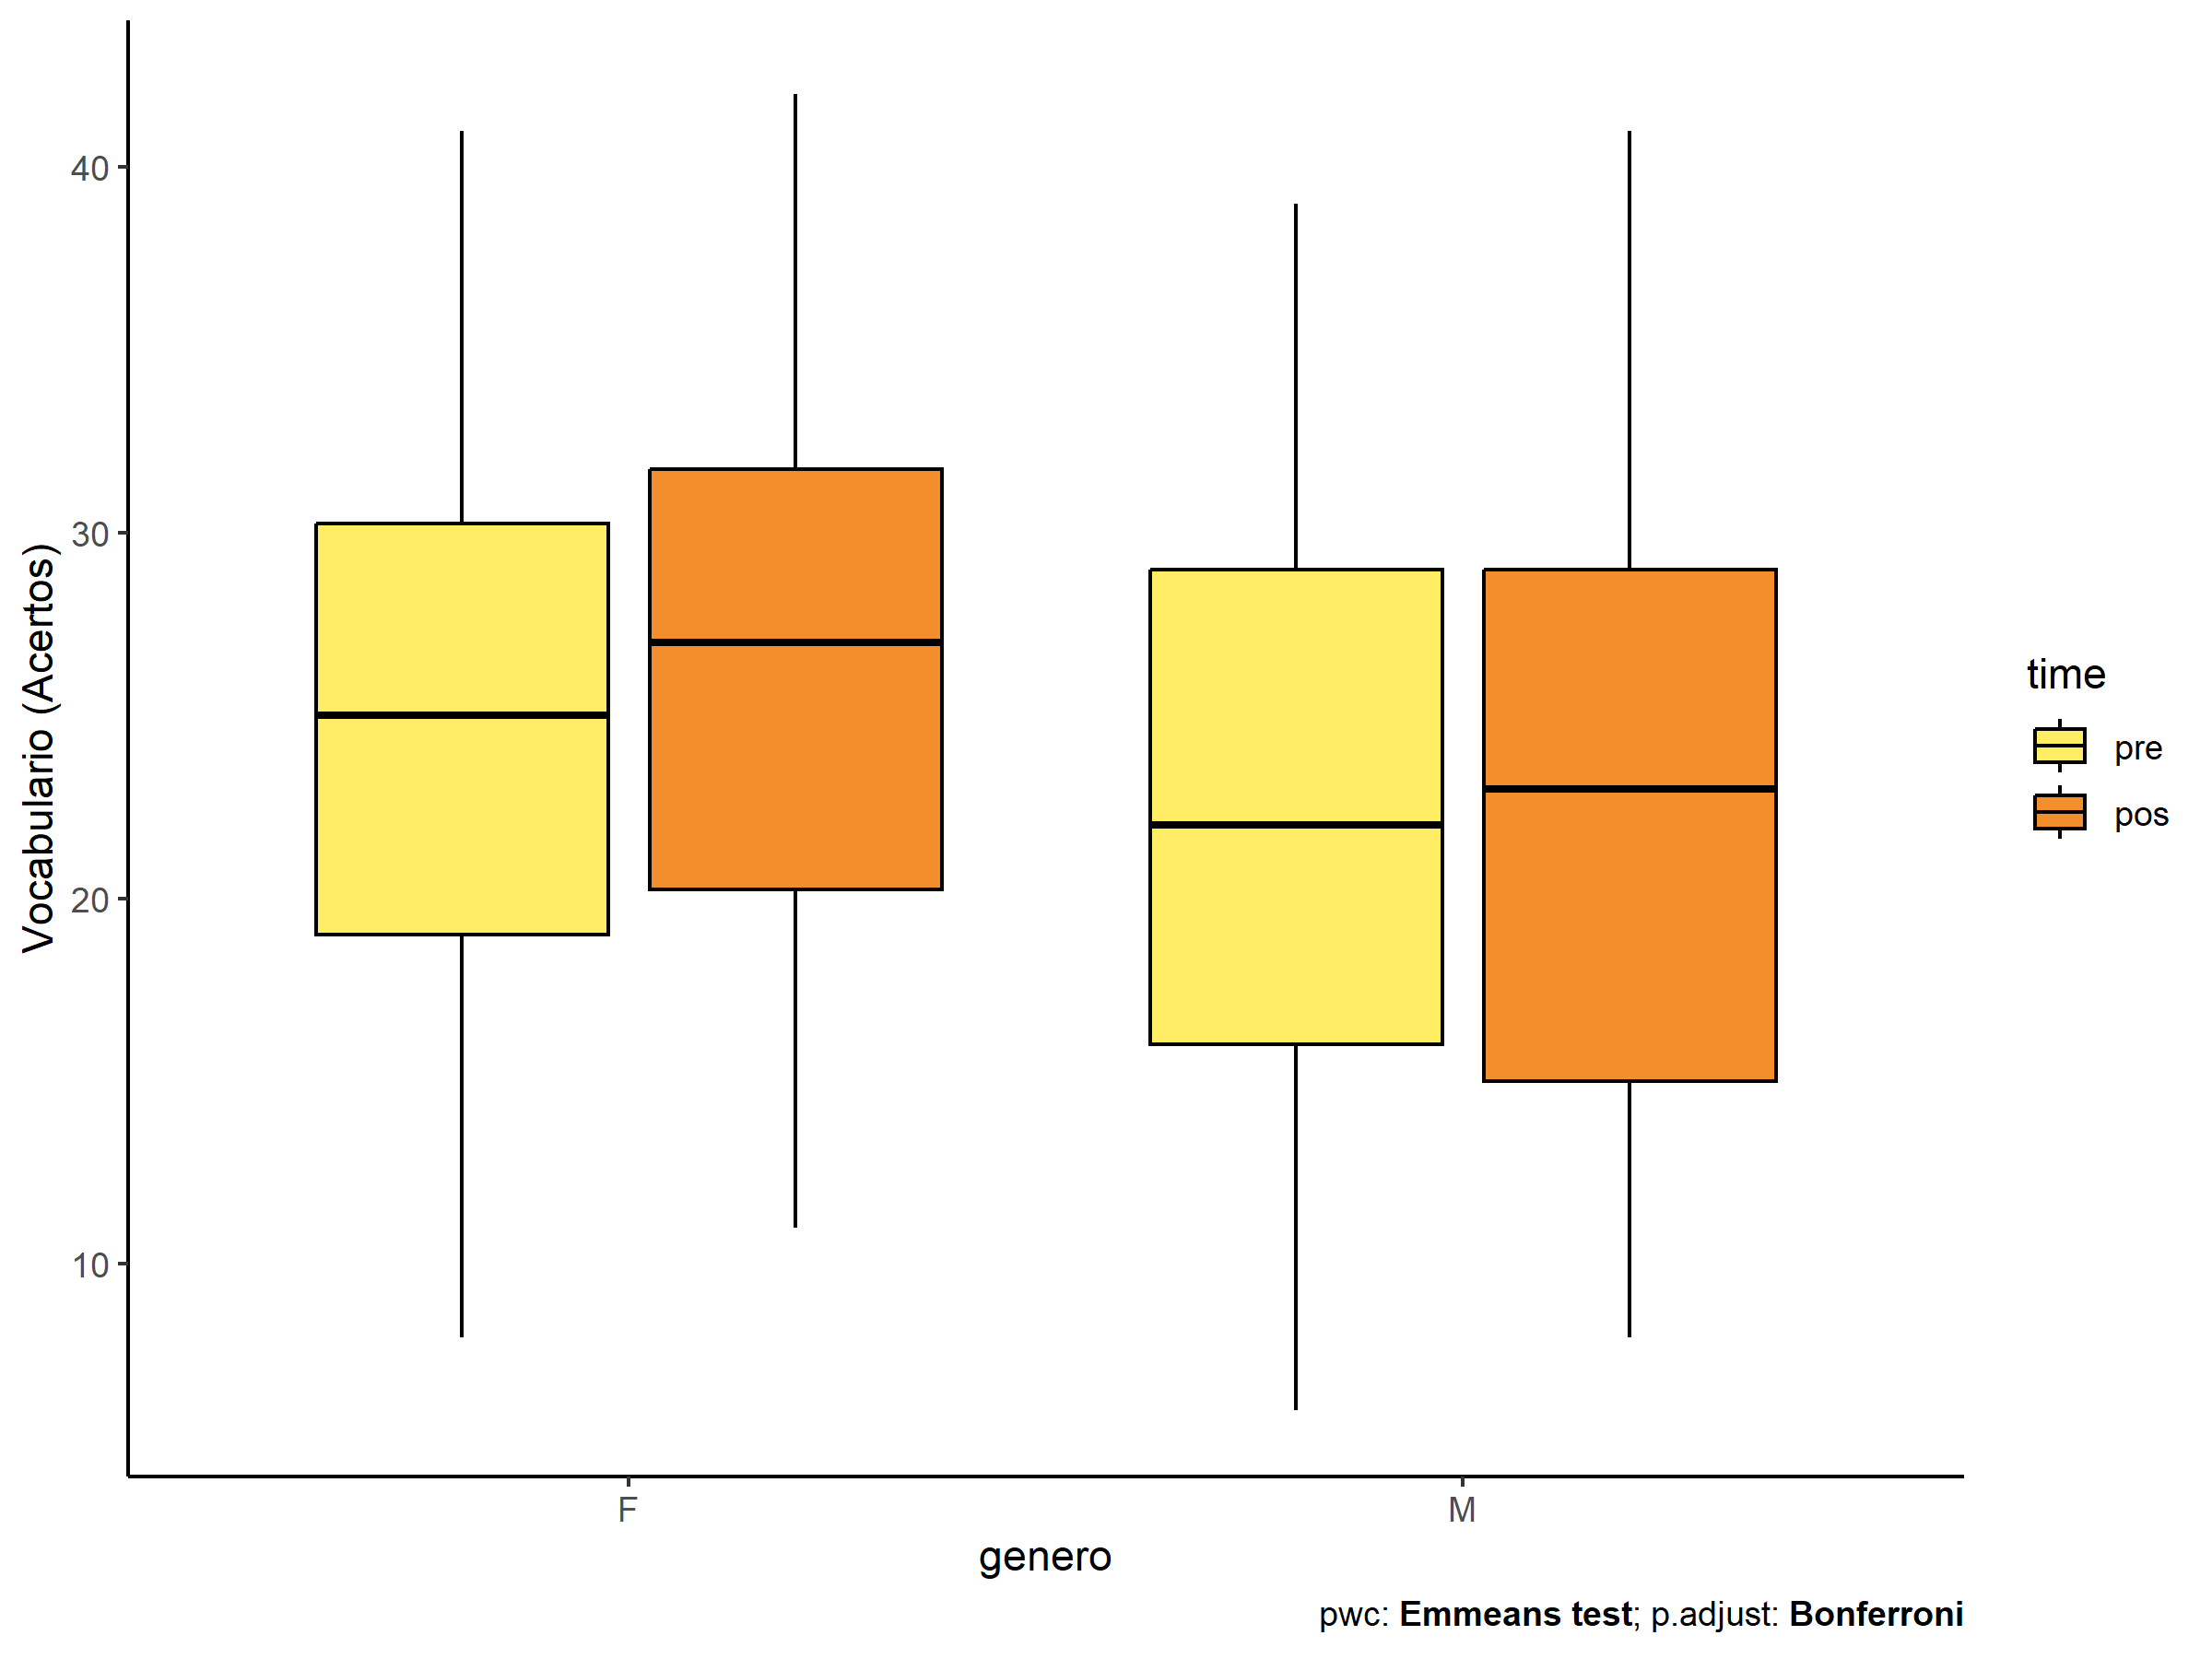 Vocabulario (Acertos)
40
30
20
10
F
M
genero
time
pre
pos
pwc: Emmeans test; p.adjust: Bonferroni